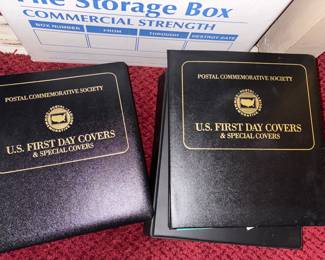 The Storage Box
COMMERCIAL STRENGTH
BOX NUMBER FROM THROUGH DESTROY DATE
POSTAL COMMEMORATIVE SOCIETY
U.S. FIRST DAY COVERS
& SPECIAL COVERS
POSTAL COMMEMORATIVE SOCIETY
U.S. FIRST DAY COVERS
& SPECIAL COVERS